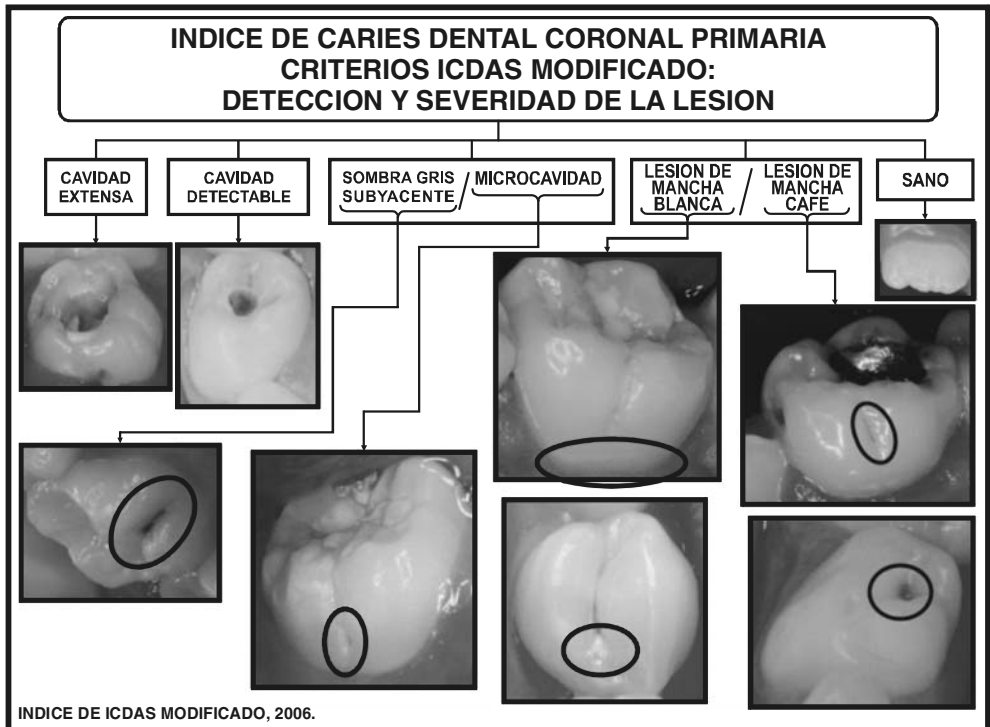 INDICE DE CARIES DENTAL CORONAL PRIMARIA
CRITERIOS ICDAS MODIFICADO:
DETECCION Y SEVERIDAD DE LA LESION
CAVIDAD
EXTENSA
CAVIDAD
DETECTABLE
SOMBRA GRIS
SUBYACENTE
/
MICROCAVIDAD
LESION DE
MANCHA
BLANCA
/
LESION DE
MANCHA
CAFE
SANO
INDICE DE ICDAS MODIFICADO, 2006.